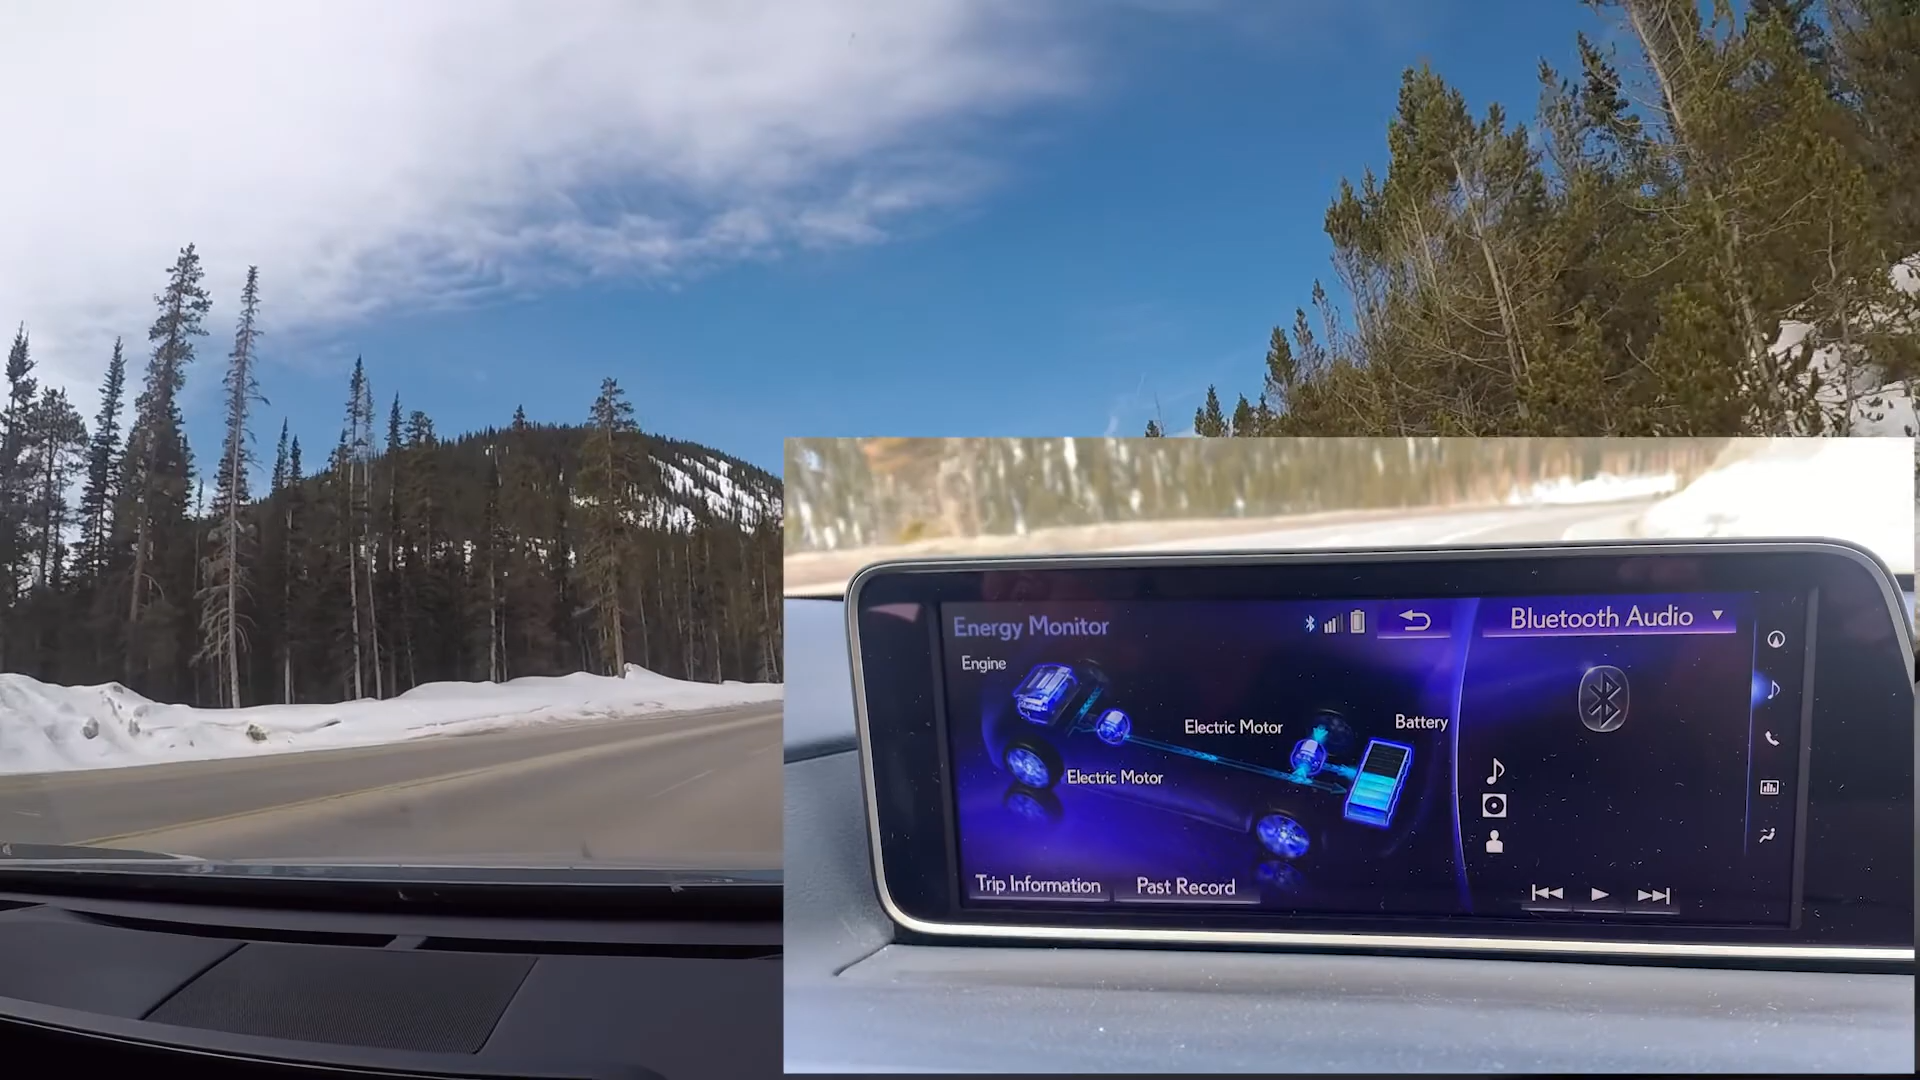 Energy Monitor
Bluetooth Audio
Engine
Electric Motor
Battery
Electric Motor
Trip Information
Past Record